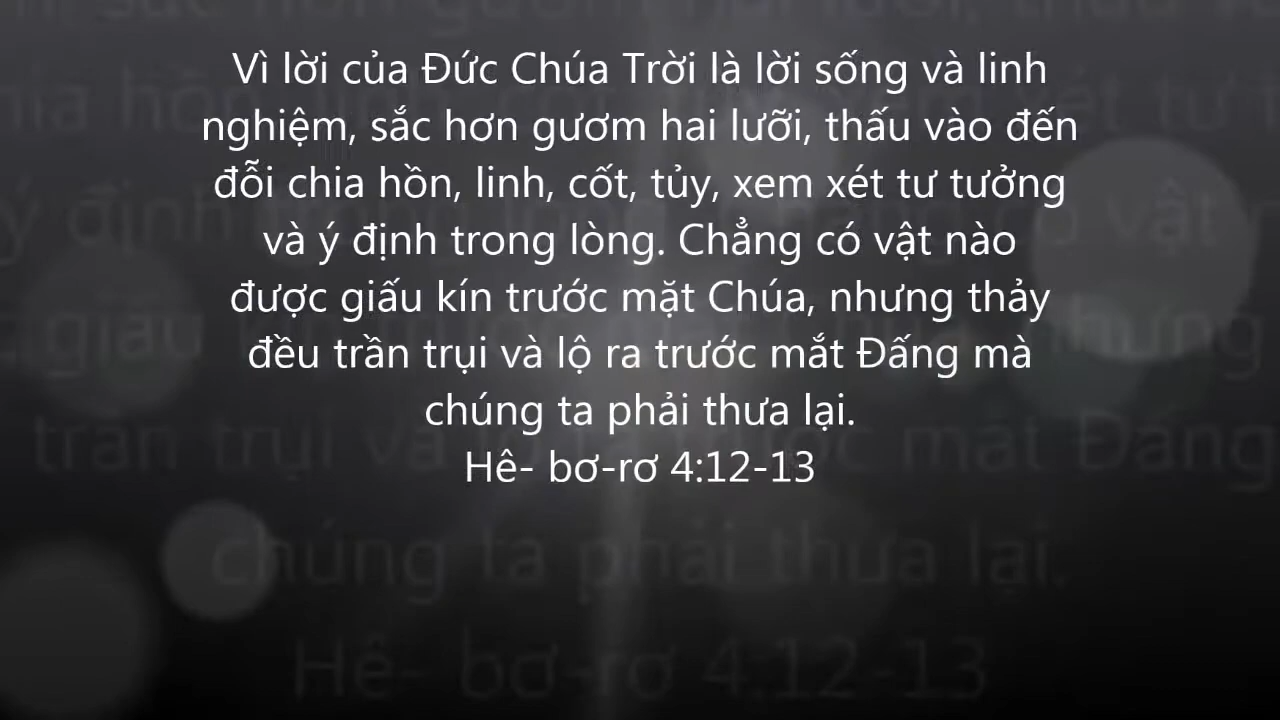 Vì lời của Đức Chúa Trời là lời sống và linh
nghiệm, sắc hơn gươm hai lưỡi, thấu vào đến
đỗi chia hồn, linh, cốt, tủy, xem xét tư tưởng
và ý định trong lòng. Chẳng có vật nào
được giấu kín trước mặt Chúa, nhưng thảy
đều trần trụi và lộ ra trước mắt Đấng mà
chúng ta phải thưa lại.
Hê- bơ-rơ 4:12-13